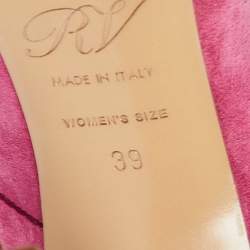 RV
MADE IN ITALY
WOMEN'S SIZE
39